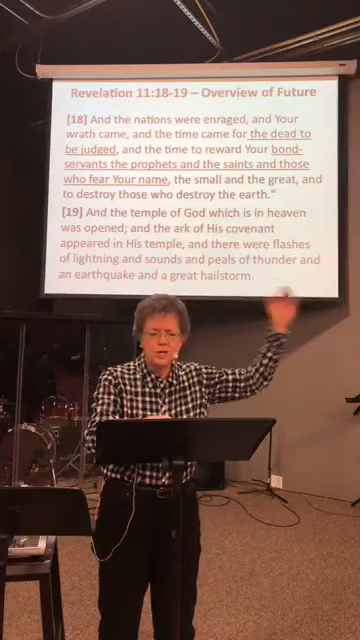 Revelation 11:18-19 – Overview of Future
[18] And the nations were enraged, and Your
wrath came, and the time came for the dead to
be judged, and the time to reward Your bond-
servants the prophets and the saints and those
who fear Your name, the small and the great, and
to destroy those who destroy the earth."
[19] And the temple of God which is in heaven
was opened; and the ark of His covenant
appeared in His temple, and there were flashes
of lightning and sounds and peals of thunder and
an earthquake and a great hailstorm.